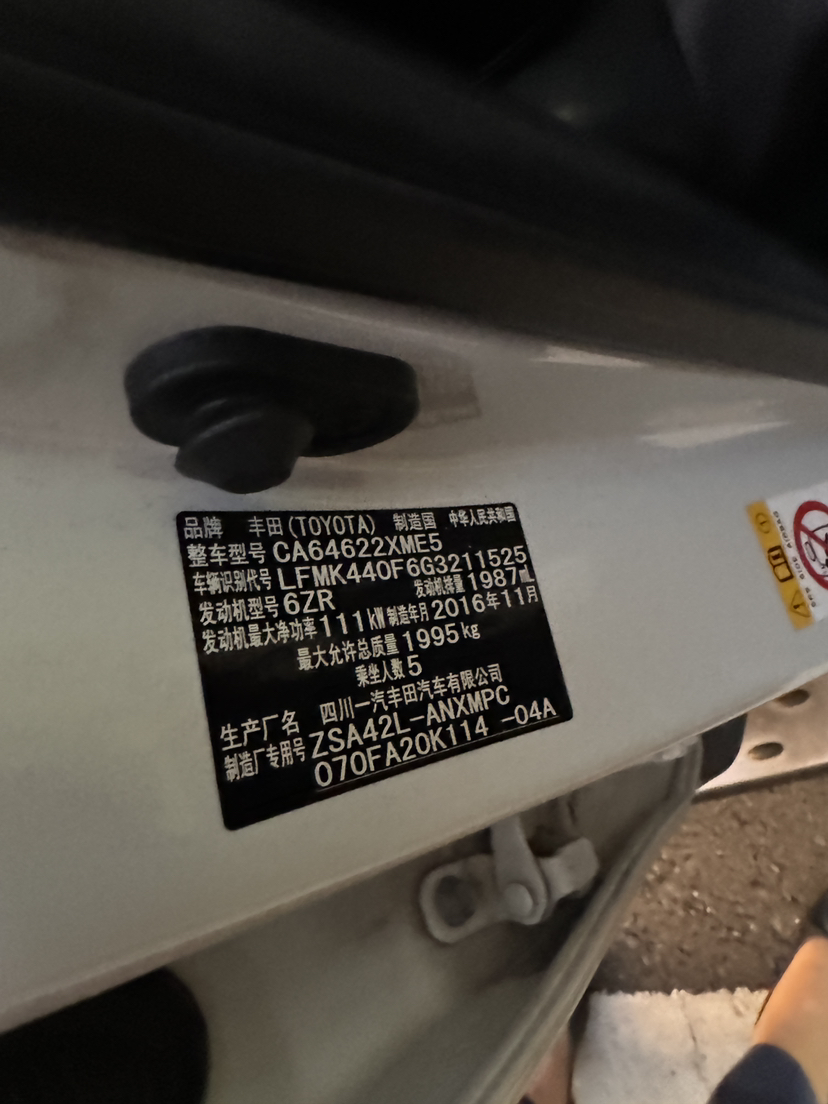 品牌 丰田(TOYOTA) 制造国 中华人民共和国
整车型号 CA64622XME5
车辆识别代号 LFMK440F6G3211525
发动机型号 6ZR 发动机排量 1987mL
发动机最大净功率 111kW 制造年月 2016年11月
最大允许总质量 1995kg
乘坐人数 5
生产厂名 四川一汽丰田汽车有限公司
制造厂专用号 ZSA42L-ANXMPC
070FA20K114 -04A
SRS SIDE AIRBAG